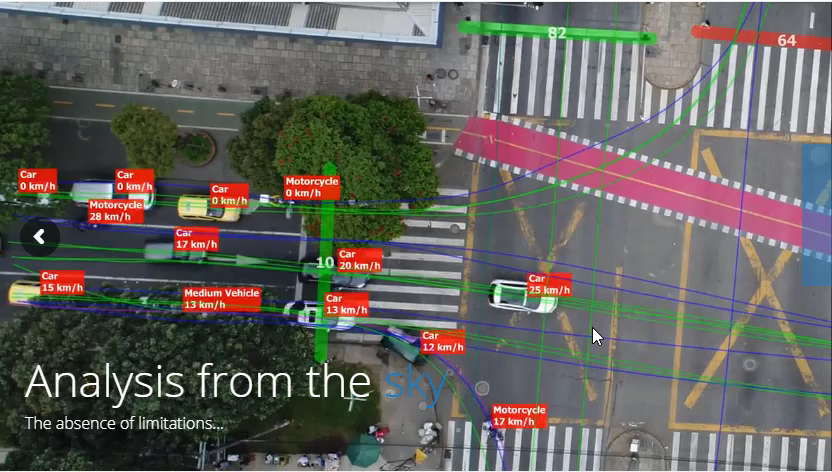 82
64
Car
0 km/h
Car
0 km/h
Car
0 km/h
Motorcycle
0 km/h
Motorcycle
28 km/h
Car
17 km/h
10
Car
20 km/h
Car
15 km/h
Medium Vehicle
13 km/h
Car
13 km/h
Car
25 km/h
Car
12 km/h
Analysis from the sky
The absence of limitations...
Motorcycle
17 km/h